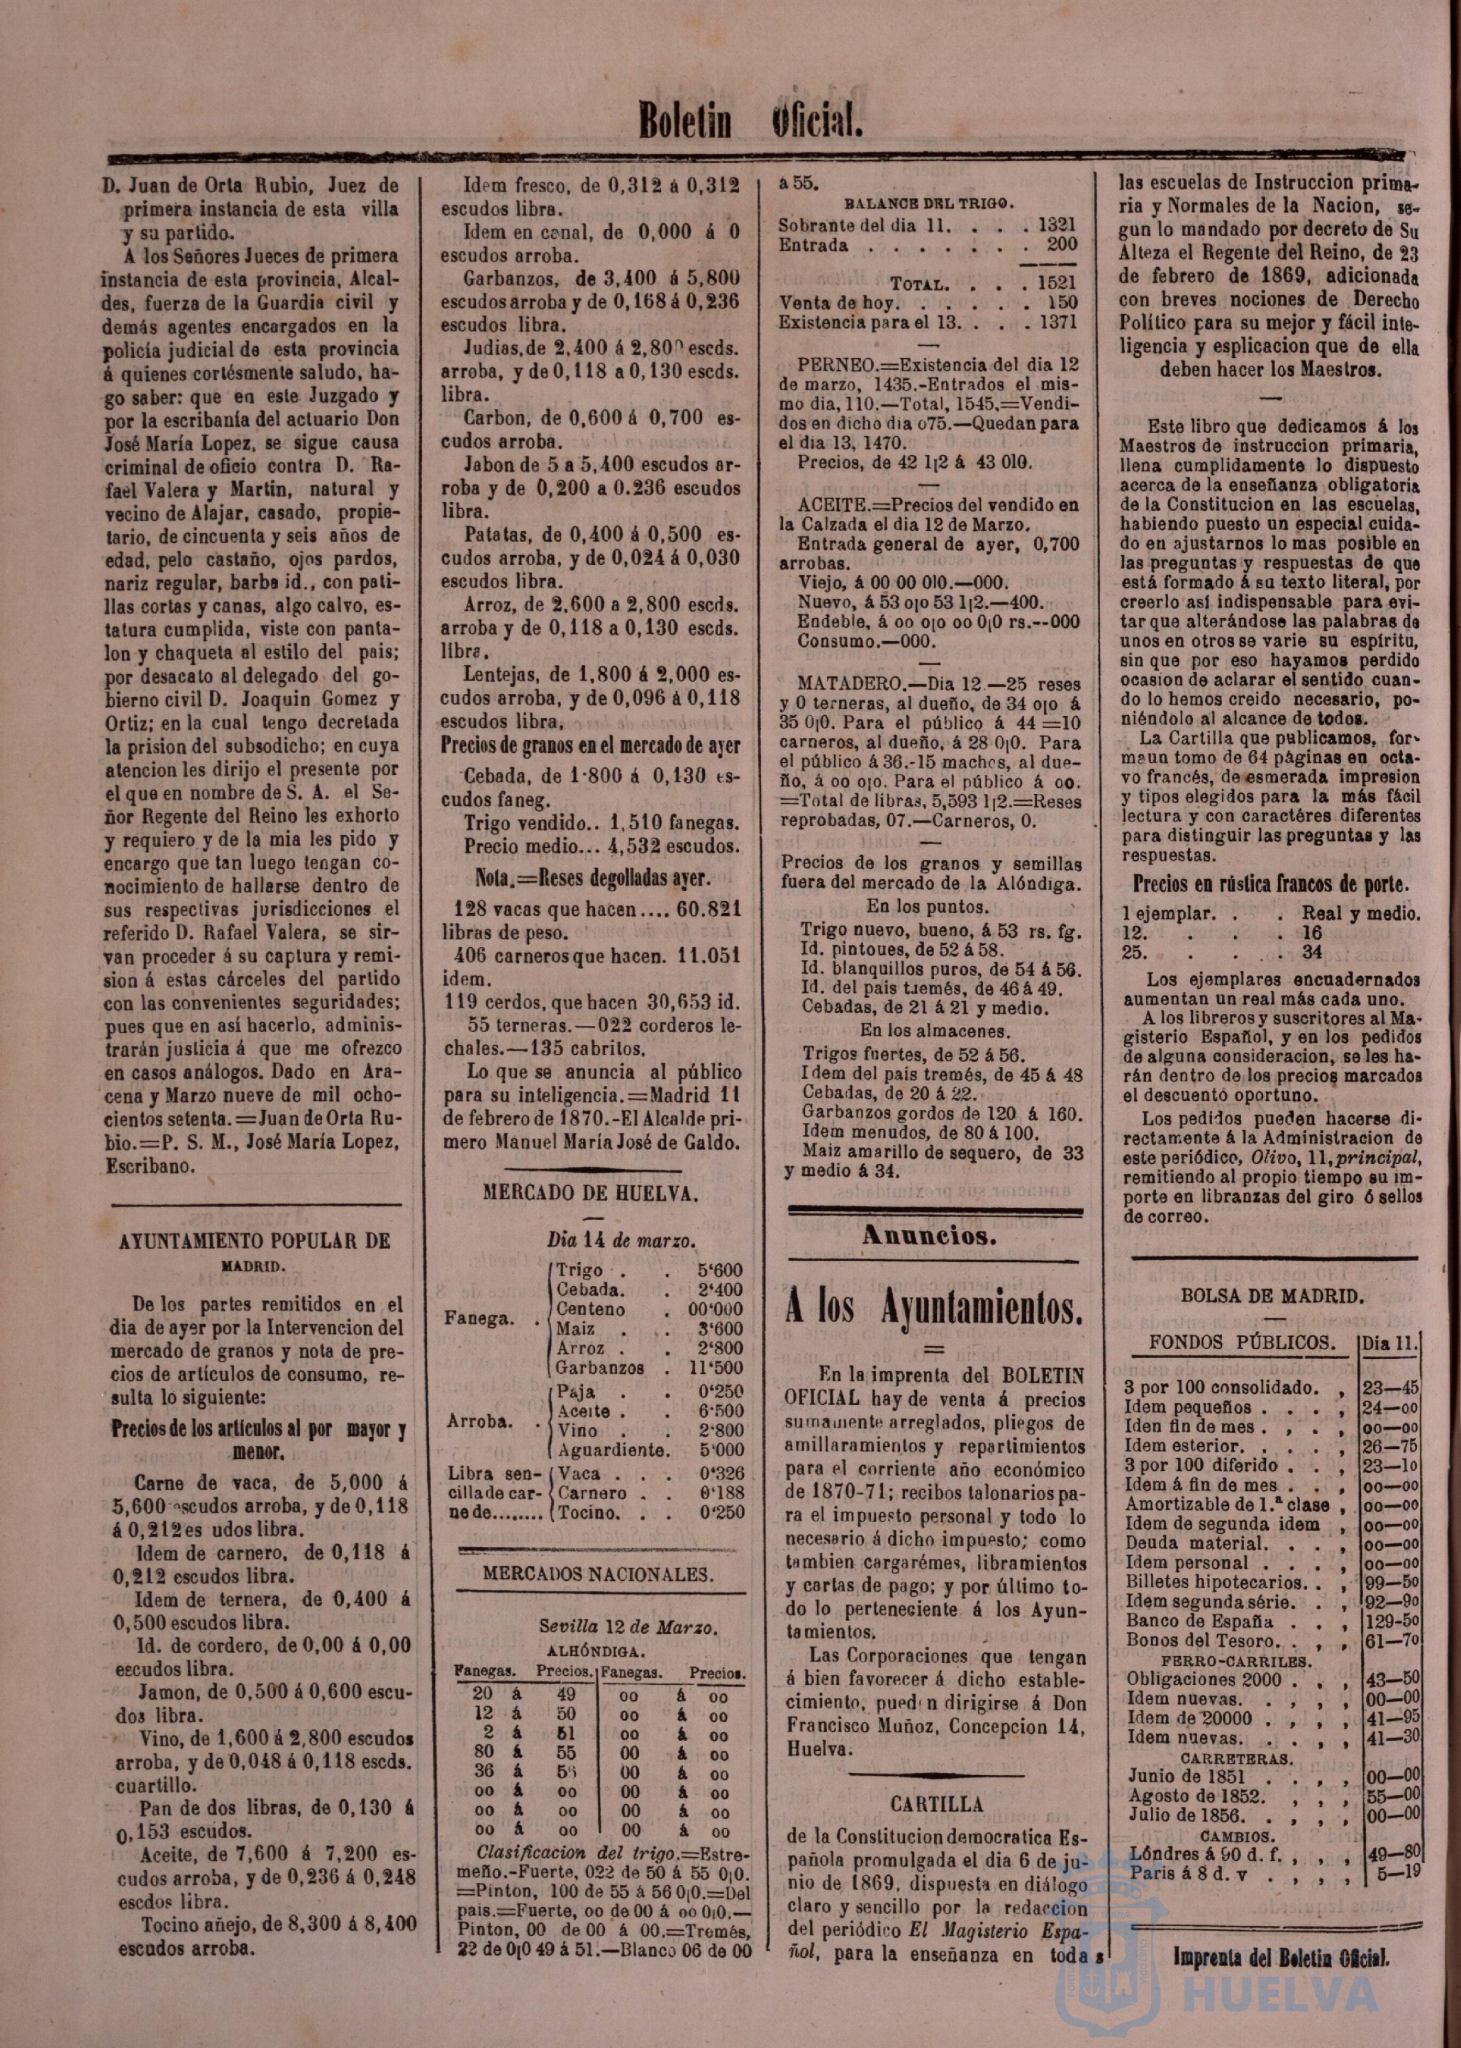 Boletin Oficial.
D. Juan de Orta Rubio, Juez de
primera instancia de esta villa
y su partido.
A los Señores Jueces de primera
instancia de esta provincia, Alcal-
des, fuerza de la Guardia civil y
demás agentes encargados en la
policía judicial de esta provincia
á quienes cortésmente saludo, ha-
go saber: que en este Juzgado y
por la escribanía del actuario Don
José María Lopez, se sigue causa
criminal de oficio contra D. Ra-
fael Valera y Martin, natural y
vecino de Alajar, casado, propie-
tario, de cincuenta y seis años de
edad, pelo castaño, ojos pardos,
nariz regular, barba id., con pati-
llas cortas y canas, algo calvo, es-
tatura cumplida, viste con panta-
lon y chaqueta al estilo del pais;
por desacato al delegado del go-
bierno civil D. Joaquin Gomez y
Ortiz; en la cual tengo decretada
la prision del subsodicho; en cuya
atencion les dirijo el presente por
el que en nombre de S. A. el Se-
ñor Regente del Reino les exhorto
y requiero y de la mia les pido y
encargo que tan luego tengan co-
nocimiento de hallarse dentro de
sus respectivas jurisdicciones el
referido D. Rafael Valera, se sir-
van proceder á su captura y remi-
sion á estas cárceles del partido
con las convenientes seguridades;
pues que en así hacerlo, adminis-
trarán justicia á que me ofrezco
en casos análogos. Dado en Ara-
cena y Marzo nueve de mil ocho-
cientos setenta.=Juan de Orta Ru-
bio.=P. S. M., José María Lopez,
Escribano.
AYUNTAMIENTO POPULAR DE
MADRID.
De los partes remitidos en el
dia de ayer por la Intervencion del
mercado de granos y nota de pre-
cios de artículos de consumo, re-
sulta lo siguiente:
Precios de los artículos al por mayor y
menor.
Carne de vaca, de 5,000 á
5,600 escudos arroba, y de 0,118
á 0,212 es udos libra.
Idem de carnero, de 0,118 á
0,212 escudos libra.
Idem de ternera, de 0,400 á
0,500 escudos libra.
Id. de cordero, de 0,00 á 0,00
escudos libra.
Jamon, de 0,500 á 0,600 escu-
dos libra.
Vino, de 1,600 á 2,800 escudos
arroba, y de 0,048 á 0,118 escds.
cuartillo.
Pan de dos libras, de 0,130 á
0,153 escudos.
Aceite, de 7,600 á 7,200 es-
cudos arroba, y de 0,236 á 0,248
escdos libra.
Tocino añejo, de 8,300 á 8,400
escudos arroba.
Idem fresco, de 0,312 á 0,312
escudos libra.
Idem en canal, de 0,000 á 0
escudos arroba.
Garbanzos, de 3,400 á 5,800
escudos arroba y de 0,168 á 0,236
escudos libra.
Judias, de 2,400 á 2,800 escds.
arroba, y de 0,118 a 0,130 escds.
libra.
Carbon, de 0,600 á 0,700 es-
cudos arroba.
Jabon de 5 a 5,400 escudos ar-
roba y de 0,200 a 0.236 escudos
libra.
Patatas, de 0,400 á 0,500 es-
cudos arroba, y de 0,024 á 0,030
escudos libra.
Arroz, de 2,600 a 2,800 escds.
arroba y de 0,118 a 0,130 escds.
libra.
Lentejas, de 1,800 á 2,000 es-
cudos arroba, y de 0,096 á 0,118
escudos libra,
Precios de granos en el mercado de ayer
Cebada, de 1·800 á 0,130 es-
cudos faneg.
Trigo vendido.. 1,510 fanegas.
Precio medio... 4,532 escudos.
Nota.=Reses degolladas ayer.
128 vacas que hacen.... 60.821
libras de peso.
406 carneros que hacen. 11.051
idem.
119 cerdos, que hacen 30,653 id.
55 terneras.—022 corderos le-
chales.—135 cabritos,
Lo que se anuncia al público
para su inteligencia.=Madrid 11
de febrero de 1870.-El Alcalde pri-
mero Manuel María José de Galdo.
MERCADO DE HUELVA.
Dia 14 de marzo.
Fanega. . Trigo . . 5'600
Cebada. . 2'400
Centeno . 00'000
Maiz . . 3'600
Arroz . . 2'800
Garbanzos . 11'500
Arroba. . Paja . . 0'250
Aceite . . 6'500
Vino . . 2'800
Aguardiente. 5'000
Libra sen- Vaca . . . 0'326
cilla de car- Carnero . . 0'188
ne de........ Tocino. . . 0'250
MERCADOS NACIONALES.
Sevilla 12 de Marzo.
ALHÓNDIGA.
Fanegas. Precios. Fanegas. Precios.
20 á 49 00 á 00
12 á 50 00 á 00
2 á 51 00 á 00
80 á 55 00 á 00
36 á 00 á 00
00 á 00 00 á 00
00 á 00 00 á 00
00 á 00 00 á 00
Clasificacion del trigo.=Estre-
meño.-Fuerte, 022 de 50 á 55 0¡0.
=Pinton, 100 de 55 á 56 0¡0.=Del
pais.=Fuerte, 00 de 00 á 00 0¡0.—
Pinton, 00 de 00 á 00.=Tremés,
22 de 0¡0 49 á 51.—Blanco 06 de 00
á 55.
BALANCE DEL TRIGO.
Sobrante del dia 11. . . . 1321
Entrada . . . . . . . 200
TOTAL. . . . 1521
Venta de hoy. . . . . . 150
Existencia para el 13. . . . 1371
PERNEO.=Existencia del dia 12
de marzo, 1435.-Entrados el mis-
mo dia, 110.—Total, 1545.=Vendi-
dos en dicho dia 075.—Quedan para
el dia 13, 1470.
Precios, de 42 1¡2 á 43 0¡0.
ACEITE.=Precios del vendido en
la Calzada el dia 12 de Marzo.
Entrada general de ayer, 0,700
arrobas.
Viejo, á 00 00 0¡0.—000.
Nuevo, á 53 0¡0 53 1¡2.—400.
Endeble, á 00 0¡0 00 0¡0 rs.--000
Consumo.—000.
MATADERO.—Dia 12.—25 reses
y 0 terneras, al dueño, de 34 0¡0 á
35 0¡0. Para el público á 44=10
carneros, al dueño, á 28 0¡0. Para
el público á 36.-15 machos, al due-
ño, á 00 0¡0. Para el público á 00.
=Total de libras, 5,593 1¡2.=Reses
reprobadas, 07.—Carneros, 0.
Precios de los granos y semillas
fuera del mercado de la Alóndiga.
En los puntos.
Trigo nuevo, bueno, á 53 rs. fg.
Id. pintoues, de 52 á 58.
Id. blanquillos puros, de 54 á 56.
Id. del pais tremés, de 46 á 49.
Cebadas, de 21 á 21 y medio.
En los almacenes.
Trigos fuertes, de 52 á 56.
Idem del pais tremés, de 45 á 48
Cebadas, de 20 á 22.
Garbanzos gordos de 120 á 160.
Idem menudos, de 80 á 100.
Maiz amarillo de sequero, de 33
y medio á 34.
Anuncios.
A los Ayuntamientos.
En la imprenta del BOLETIN
OFICIAL hay de venta á precios
sumamente arreglados, pliegos de
amillaramientos y repartimientos
para el corriente año económico
de 1870-71; recibos talonarios pa-
ra el impuesto personal y todo lo
necesario á dicho impuesto; como
tambien cargarémes, libramientos
y cartas de pago; y por último to-
do lo perteneciente á los Ayun-
tamientos.
Las Corporaciones que tengan
á bien favorecer á dicho estable-
cimiento, pued n dirigirse á Don
Francisco Muñoz, Concepcion 14,
Huelva.
CARTILLA
de la Constitucion democratica Es-
pañola promulgada el dia 6 de ju-
nio de 1869, dispuesta en diálogo
claro y sencillo por la redaccion
del periódico El Magisterio Espa-
ñol, para la enseñanza en toda s
las escuelas de Instruccion prima-
ria y Normales de la Nacion, se-
gun lo mandado por decreto de Su
Alteza el Regente del Reino, de 23
de febrero de 1869, adicionada
con breves nociones de Derecho
Político para su mejor y fácil inte-
ligencia y esplicacion que de ella
deben hacer los Maestros.
Este libro que dedicamos á los
Maestros de instruccion primaria,
llena cumplidamente lo dispuesto
acerca de la enseñanza obligatoria
de la Constitucion en las escuelas,
habiendo puesto un especial cuida-
do en ajustarnos lo mas posible en
las preguntas y respuestas de que
está formado á su texto literal, por
creerlo así indispensable para evi-
tar que alterándose las palabras de
unos en otros se varie su espíritu,
sin que por eso hayamos perdido
ocasion de aclarar el sentido cuan-
do lo hemos creido necesario, po-
niéndolo al alcance de todos.
La Cartilla que publicamos, for-
ma un tomo de 64 páginas en octa-
vo francés, de esmerada impresion
y tipos elegidos para la más fácil
lectura y con caractéres diferentes
para distinguir las preguntas y las
respuestas.
Precios en rústica francos de porte.
1 ejemplar. . . Real y medio.
12. . . . 16
25. . . . 34
Los ejemplares encuadernados
aumentan un real más cada uno.
A los libreros y suscritores al Ma-
gisterio Español, y en los pedidos
de alguna consideracion, se les ha-
rán dentro de los precios marcados
el descuento oportuno.
Los pedidos pueden hacerse di-
rectamente á la Administracion de
este periódico, Olivo, 11, principal,
remitiendo al propio tiempo su im-
porte en libranzas del giro ó sellos
de correo.
BOLSA DE MADRID.
FONDOS PÚBLICOS. Dia 11.
3 por 100 consolidado. , 23—45
Idem pequeños . . . , 24—00
Iden fin de mes . , . , 00—00
Idem esterior. . . . , 26—75
3 por 100 diferido . . , 23—10
Idem á fin de mes . . , 00—00
Amortizable de 1.ª clase , 00—00
Idem de segunda idem , 00—00
Deuda material. . . , 00—00
Idem personal . . . , 00—00
Billetes hipotecarios. . , 99—50
Idem segunda série. . , 92—90
Banco de España . . , 129-50
Bonos del Tesoro. . , , 61—70
FERRO-CARRILES.
Obligaciones 2000 . , , 43—50
Idem nuevas. . , , , 00—00
Idem de 20000 . , , , 41—95
Idem nuevas. . , , , 41—30
CARRETERAS.
Junio de 1851 . . , , 00—00
Agosto de 1852. , , , 55—00
Julio de 1856. . , , , 00—00
CAMBIOS.
Lóndres á 90 d. f. , , , 49—80
Paris á 8 d. v . , , , 5—19
Imprenta del Boletin Oficial.
HUELVA